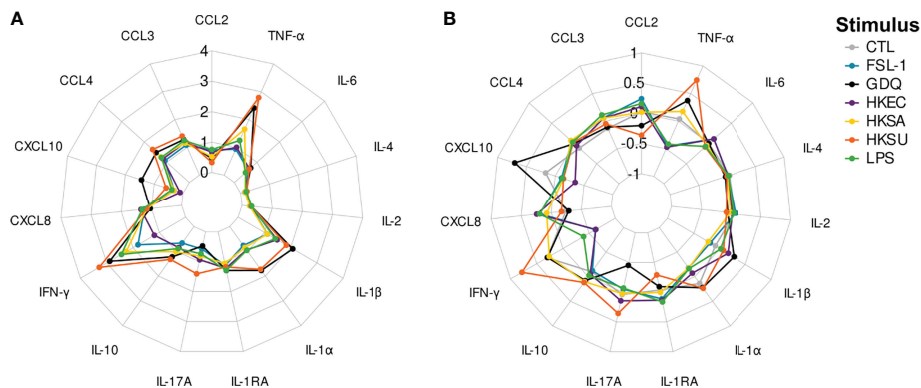 A
CCL2
TNF-α
IL-6
IL-4
IL-2
IL-1β
IL-1α
IL-1RA
IL-17A
IL-10
IFN-γ
CXCL8
CXCL10
CCL4
CCL3
4
3
2
1
0
B
CCL2
TNF-α
IL-6
IL-4
IL-2
IL-1β
IL-1α
IL-1RA
IL-17A
IL-10
IFN-γ
CXCL8
CXCL10
CCL4
CCL3
1
0.5
0
-0.5
-1
Stimulus
CTL
FSL-1
GDQ
HKEC
HKSA
HKSU
LPS